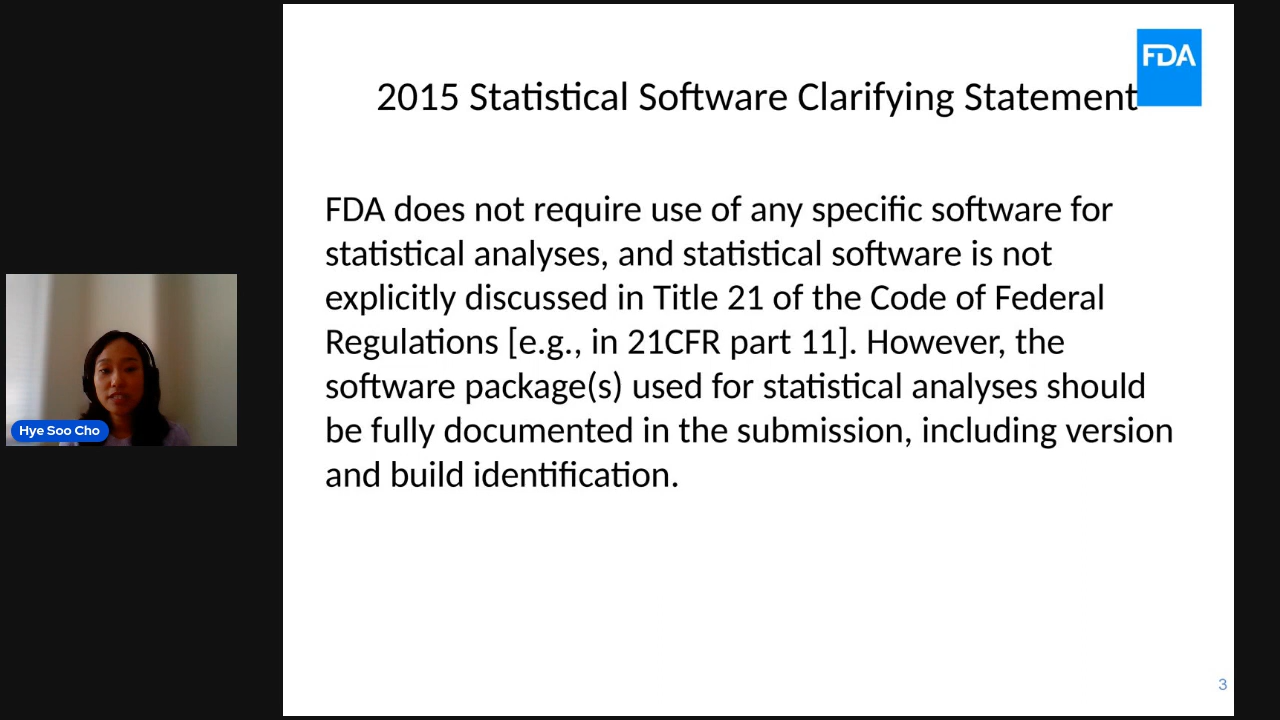 FDA
2015 Statistical Software Clarifying Statement
FDA does not require use of any specific software for
statistical analyses, and statistical software is not
explicitly discussed in Title 21 of the Code of Federal
Regulations [e.g., in 21CFR part 11]. However, the
software package(s) used for statistical analyses should
be fully documented in the submission, including version
and build identification.
Hye Soo Cho
3